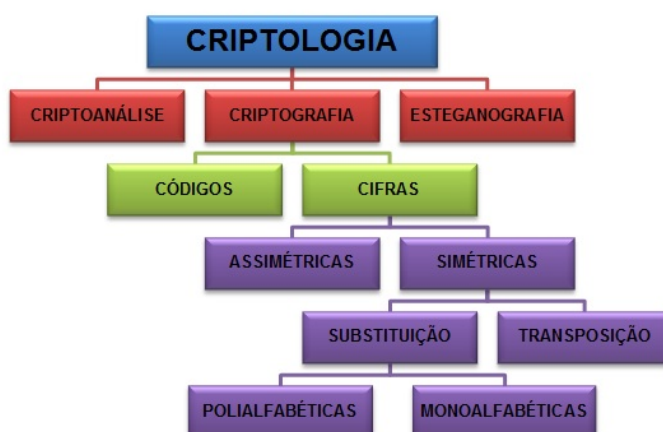 CRIPTOLOGIA
CRIPTOANÁLISE
CRIPTOGRAFIA
ESTEGANOGRAFIA
CÓDIGOS
CIFRAS
ASSIMÉTRICAS
SIMÉTRICAS
SUBSTITUIÇÃO
TRANSPOSIÇÃO
POLIALFABÉTICAS
MONOALFABÉTICAS